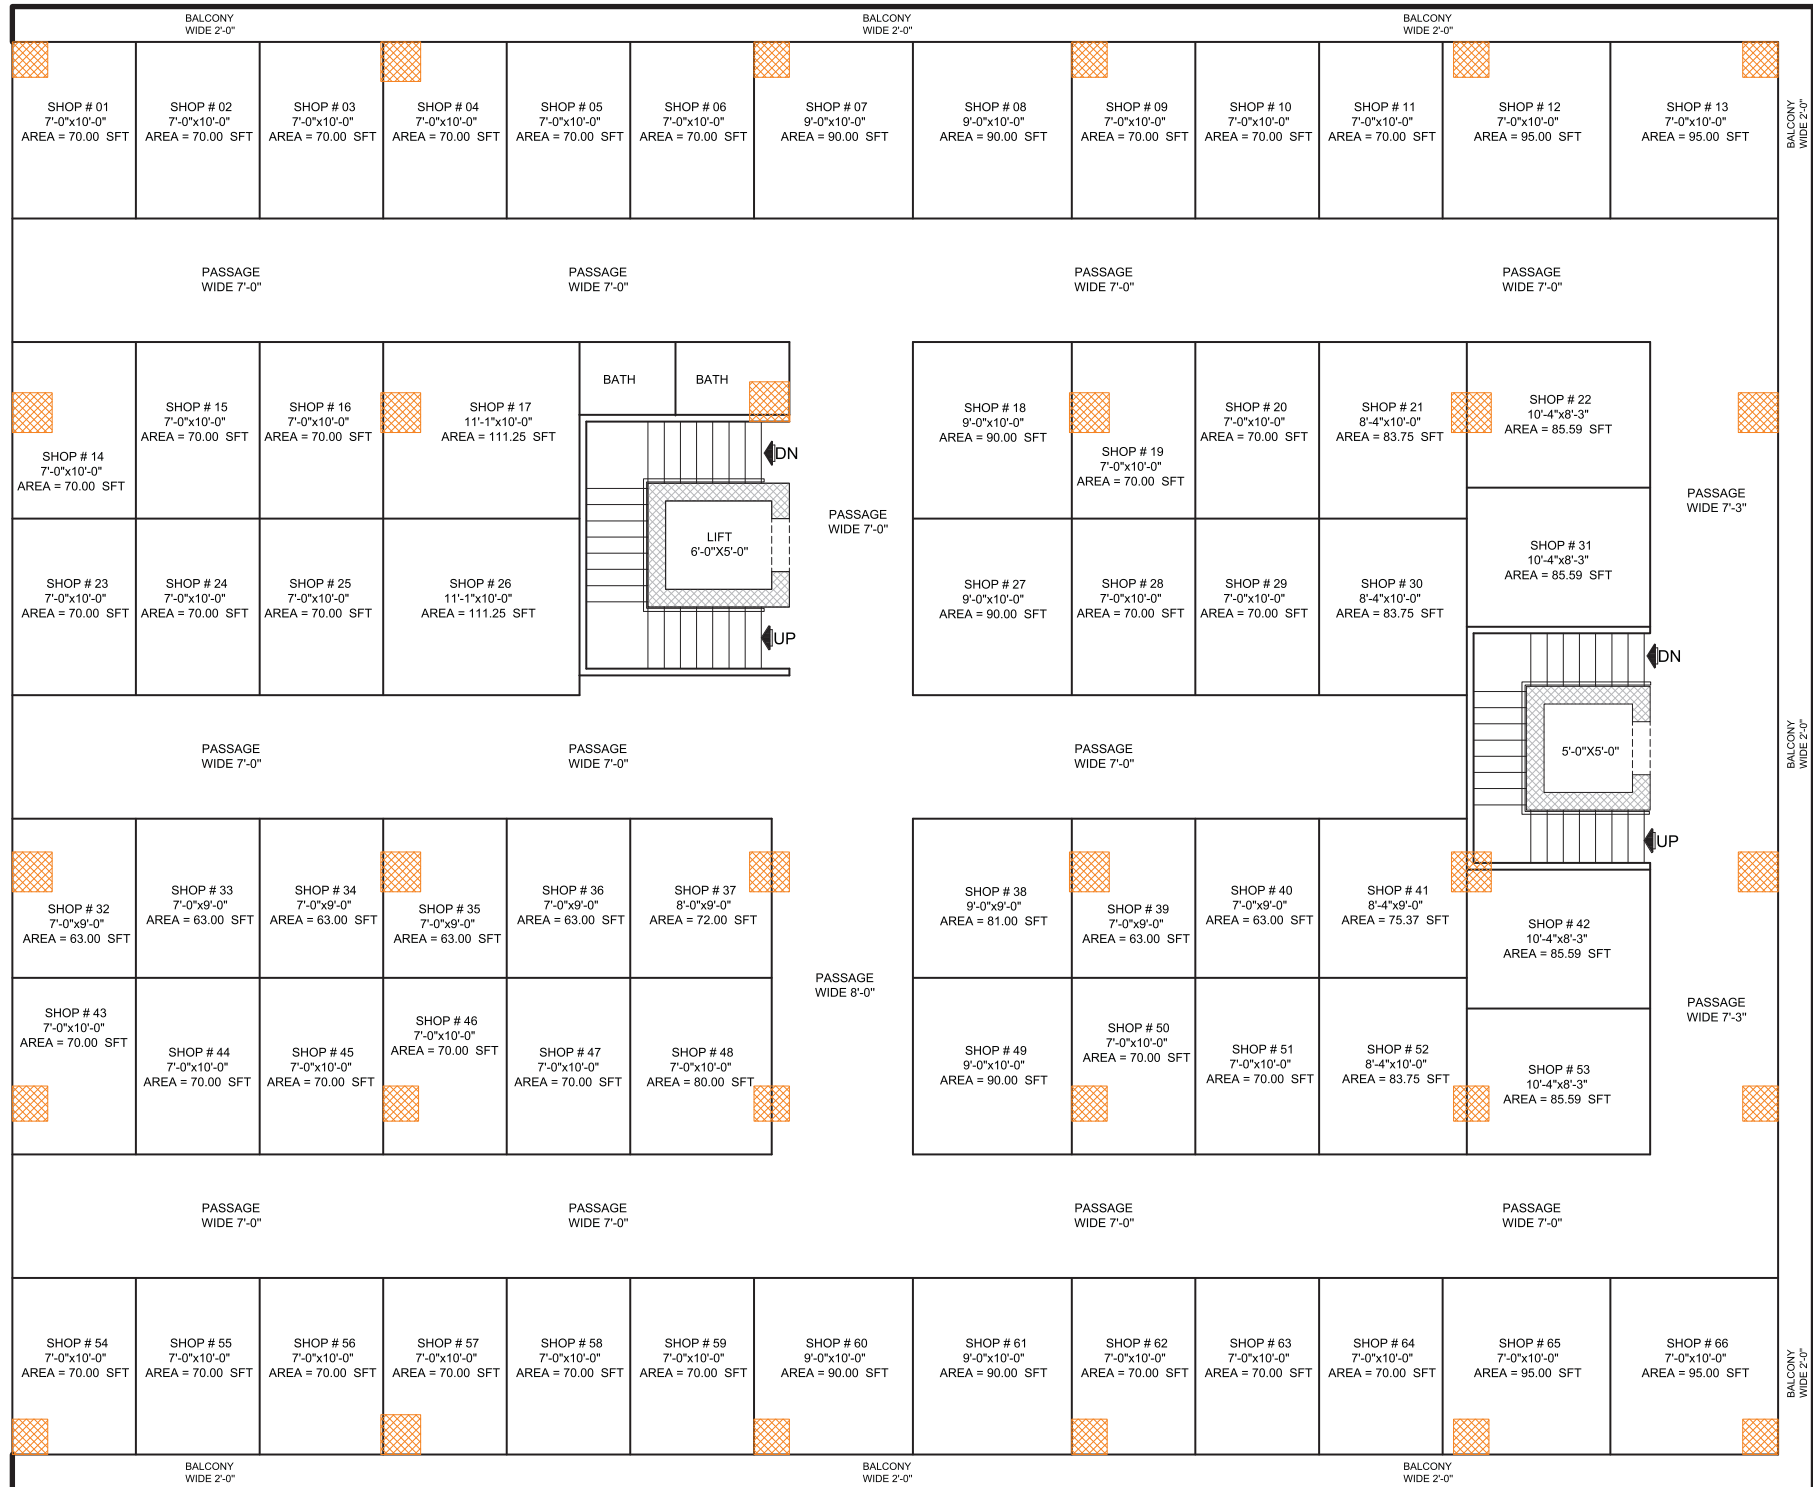 BALCONY
WIDE 2'-0"
BALCONY
WIDE 2'-0"
BALCONY
WIDE 2'-0"
SHOP # 01
7'-0"x10'-0"
AREA = 70.00 SFT
SHOP # 02
7'-0"x10'-0"
AREA = 70.00 SFT
SHOP # 03
7'-0"x10'-0"
AREA = 70.00 SFT
SHOP # 04
7'-0"x10'-0"
AREA = 70.00 SFT
SHOP # 05
7'-0"x10'-0"
AREA = 70.00 SFT
SHOP # 06
7'-0"x10'-0"
AREA = 70.00 SFT
SHOP # 07
9'-0"x10'-0"
AREA = 90.00 SFT
SHOP # 08
9'-0"x10'-0"
AREA = 90.00 SFT
SHOP # 09
7'-0"x10'-0"
AREA = 70.00 SFT
SHOP # 10
7'-0"x10'-0"
AREA = 70.00 SFT
SHOP # 11
7'-0"x10'-0"
AREA = 70.00 SFT
SHOP # 12
7'-0"x10'-0"
AREA = 95.00 SFT
SHOP # 13
7'-0"x10'-0"
AREA = 95.00 SFT
BALCONY
WIDE 2'-0"
PASSAGE
WIDE 7'-0"
PASSAGE
WIDE 7'-0"
PASSAGE
WIDE 7'-0"
PASSAGE
WIDE 7'-0"
SHOP # 14
7'-0"x10'-0"
AREA = 70.00 SFT
SHOP # 15
7'-0"x10'-0"
AREA = 70.00 SFT
SHOP # 16
7'-0"x10'-0"
AREA = 70.00 SFT
SHOP # 17
11'-1"x10'-0"
AREA = 111.25 SFT
BATH
BATH
DN
SHOP # 18
9'-0"x10'-0"
AREA = 90.00 SFT
SHOP # 19
7'-0"x10'-0"
AREA = 70.00 SFT
SHOP # 20
7'-0"x10'-0"
AREA = 70.00 SFT
SHOP # 21
8'-4"x10'-0"
AREA = 83.75 SFT
SHOP # 22
10'-4"x8'-3"
AREA = 85.59 SFT
PASSAGE
WIDE 7'-3"
PASSAGE
WIDE 7'-0"
LIFT
6'-0"X5'-0"
SHOP # 23
7'-0"x10'-0"
AREA = 70.00 SFT
SHOP # 24
7'-0"x10'-0"
AREA = 70.00 SFT
SHOP # 25
7'-0"x10'-0"
AREA = 70.00 SFT
SHOP # 26
11'-1"x10'-0"
AREA = 111.25 SFT
UP
SHOP # 27
9'-0"x10'-0"
AREA = 90.00 SFT
SHOP # 28
7'-0"x10'-0"
AREA = 70.00 SFT
SHOP # 29
7'-0"x10'-0"
AREA = 70.00 SFT
SHOP # 30
8'-4"x10'-0"
AREA = 83.75 SFT
SHOP # 31
10'-4"x8'-3"
AREA = 85.59 SFT
DN
PASSAGE
WIDE 7'-0"
PASSAGE
WIDE 7'-0"
PASSAGE
WIDE 7'-0"
5'-0"X5'-0"
BALCONY
WIDE 2'-0"
UP
SHOP # 32
7'-0"x9'-0"
AREA = 63.00 SFT
SHOP # 33
7'-0"x9'-0"
AREA = 63.00 SFT
SHOP # 34
7'-0"x9'-0"
AREA = 63.00 SFT
SHOP # 35
7'-0"x9'-0"
AREA = 63.00 SFT
SHOP # 36
7'-0"x9'-0"
AREA = 63.00 SFT
SHOP # 37
8'-0"x9'-0"
AREA = 72.00 SFT
SHOP # 38
9'-0"x9'-0"
AREA = 81.00 SFT
SHOP # 39
7'-0"x9'-0"
AREA = 63.00 SFT
SHOP # 40
7'-0"x9'-0"
AREA = 63.00 SFT
SHOP # 41
8'-4"x9'-0"
AREA = 75.37 SFT
SHOP # 42
10'-4"x8'-3"
AREA = 85.59 SFT
PASSAGE
WIDE 8'-0"
PASSAGE
WIDE 7'-3"
SHOP # 43
7'-0"x10'-0"
AREA = 70.00 SFT
SHOP # 44
7'-0"x10'-0"
AREA = 70.00 SFT
SHOP # 45
7'-0"x10'-0"
AREA = 70.00 SFT
SHOP # 46
7'-0"x10'-0"
AREA = 70.00 SFT
SHOP # 47
7'-0"x10'-0"
AREA = 70.00 SFT
SHOP # 48
7'-0"x10'-0"
AREA = 80.00 SFT
SHOP # 49
9'-0"x10'-0"
AREA = 90.00 SFT
SHOP # 50
7'-0"x10'-0"
AREA = 70.00 SFT
SHOP # 51
7'-0"x10'-0"
AREA = 70.00 SFT
SHOP # 52
8'-4"x10'-0"
AREA = 83.75 SFT
SHOP # 53
10'-4"x8'-3"
AREA = 85.59 SFT
PASSAGE
WIDE 7'-0"
PASSAGE
WIDE 7'-0"
PASSAGE
WIDE 7'-0"
PASSAGE
WIDE 7'-0"
SHOP # 54
7'-0"x10'-0"
AREA = 70.00 SFT
SHOP # 55
7'-0"x10'-0"
AREA = 70.00 SFT
SHOP # 56
7'-0"x10'-0"
AREA = 70.00 SFT
SHOP # 57
7'-0"x10'-0"
AREA = 70.00 SFT
SHOP # 58
7'-0"x10'-0"
AREA = 70.00 SFT
SHOP # 59
7'-0"x10'-0"
AREA = 70.00 SFT
SHOP # 60
9'-0"x10'-0"
AREA = 90.00 SFT
SHOP # 61
9'-0"x10'-0"
AREA = 90.00 SFT
SHOP # 62
7'-0"x10'-0"
AREA = 70.00 SFT
SHOP # 63
7'-0"x10'-0"
AREA = 70.00 SFT
SHOP # 64
7'-0"x10'-0"
AREA = 70.00 SFT
SHOP # 65
7'-0"x10'-0"
AREA = 95.00 SFT
SHOP # 66
7'-0"x10'-0"
AREA = 95.00 SFT
BALCONY
WIDE 2'-0"
BALCONY
WIDE 2'-0"
BALCONY
WIDE 2'-0"
BALCONY
WIDE 2'-0"